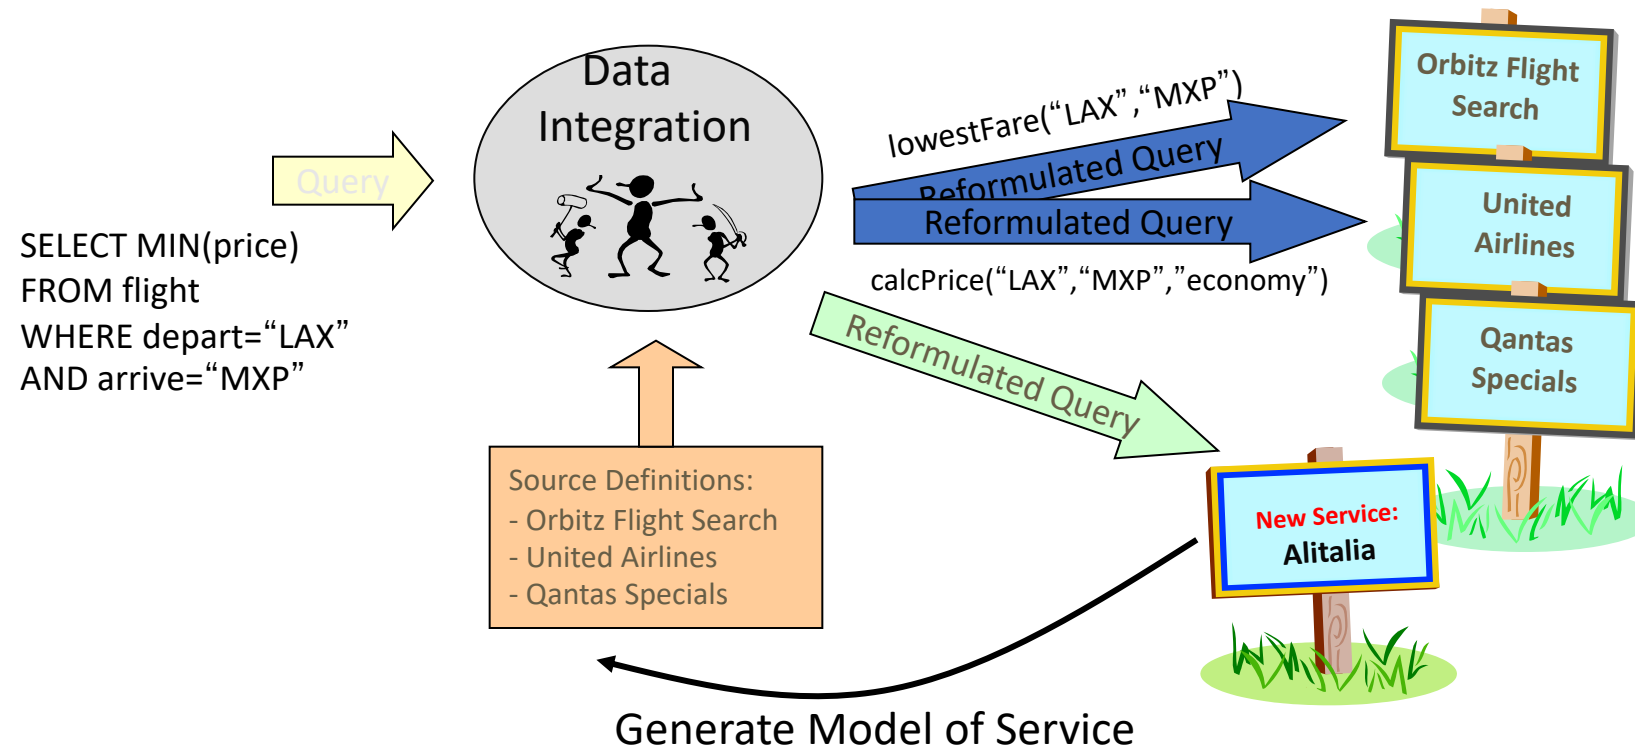 Data
Integration
Query
SELECT MIN(price)
FROM flight
WHERE depart=“LAX”
AND arrive=“MXP”
lowestFare(“LAX”,“MXP”)
Reformulated Query
Reformulated Query
calcPrice(“LAX”,“MXP”,”economy”)
Reformulated Query
Orbitz Flight
Search
United
Airlines
Qantas
Specials
New Service:
Alitalia
Source Definitions:
- Orbitz Flight Search
- United Airlines
- Qantas Specials
Generate Model of Service